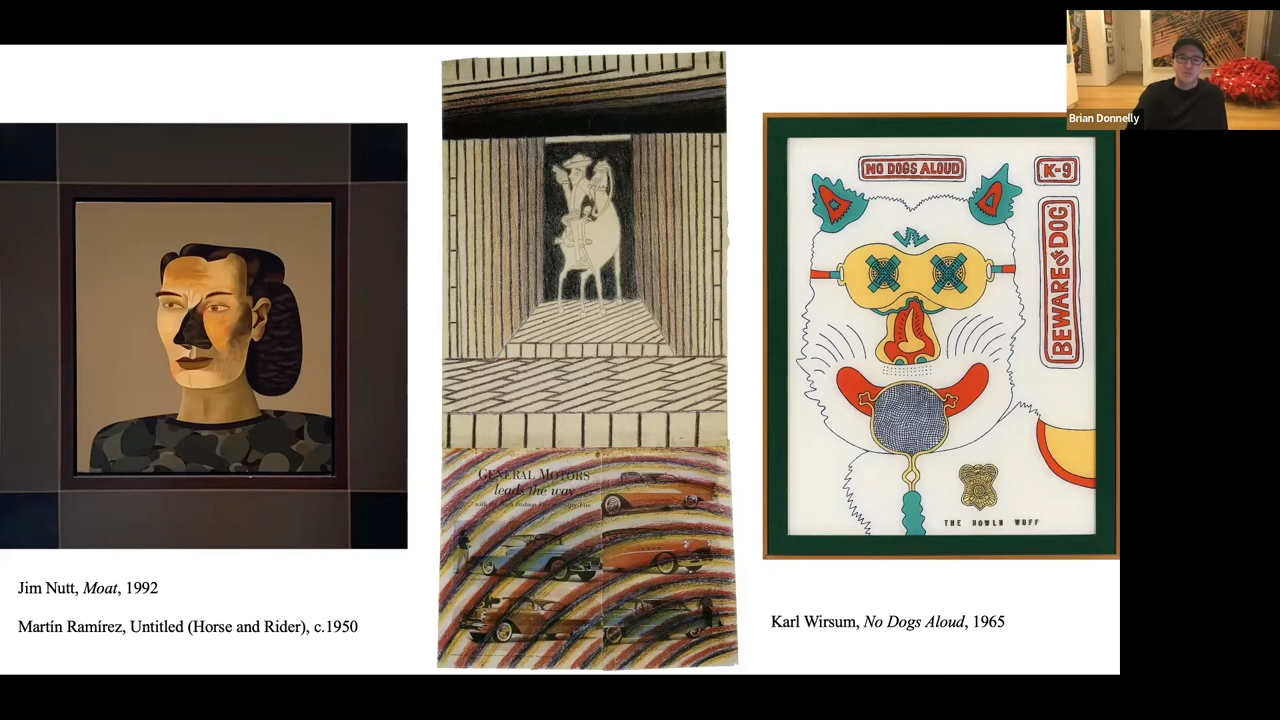 Brian Donnelly
NO DOGS ALOUD
K-9
BEWARE of DOG
GENERAL MOTORS
leads the way
THE HOWLN WUFF
Jim Nutt, Moat, 1992
Martín Ramírez, Untitled (Horse and Rider), c.1950
Karl Wirsum, No Dogs Aloud, 1965